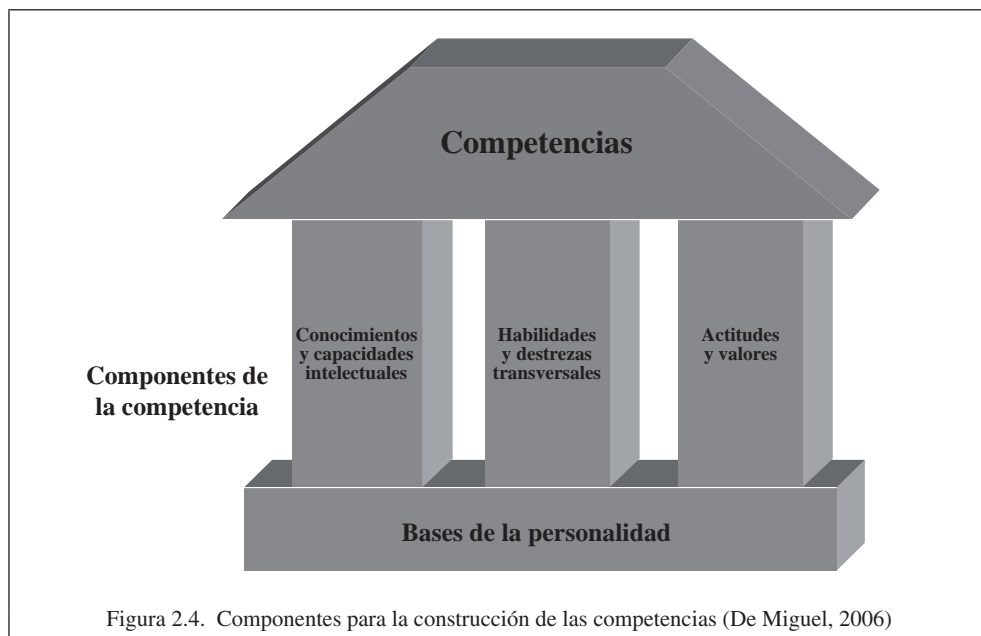 Competencias
Conocimientos
y capacidades
intelectuales
Habilidades
y destrezas
transversales
Actitudes
y valores
Componentes de
la competencia
Bases de la personalidad
Figura 2.4. Componentes para la construcción de las competencias (De Miguel, 2006)